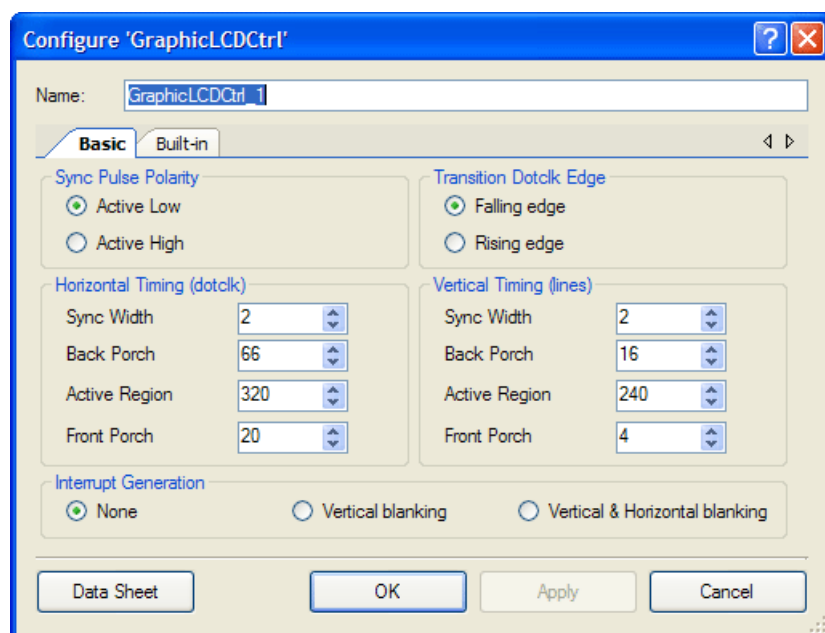 Configure 'GraphicLCDCtrl'
Name: GraphicLCDCtrl_1
Basic Built-in
Sync Pulse Polarity
Active Low
Active High
Transition Dotclk Edge
Falling edge
Rising edge
Horizontal Timing (dotclk)
Sync Width 2
Back Porch 66
Active Region 320
Front Porch 20
Vertical Timing (lines)
Sync Width 2
Back Porch 16
Active Region 240
Front Porch 4
Interrupt Generation
None Vertical blanking Vertical & Horizontal blanking
Data Sheet OK Apply Cancel